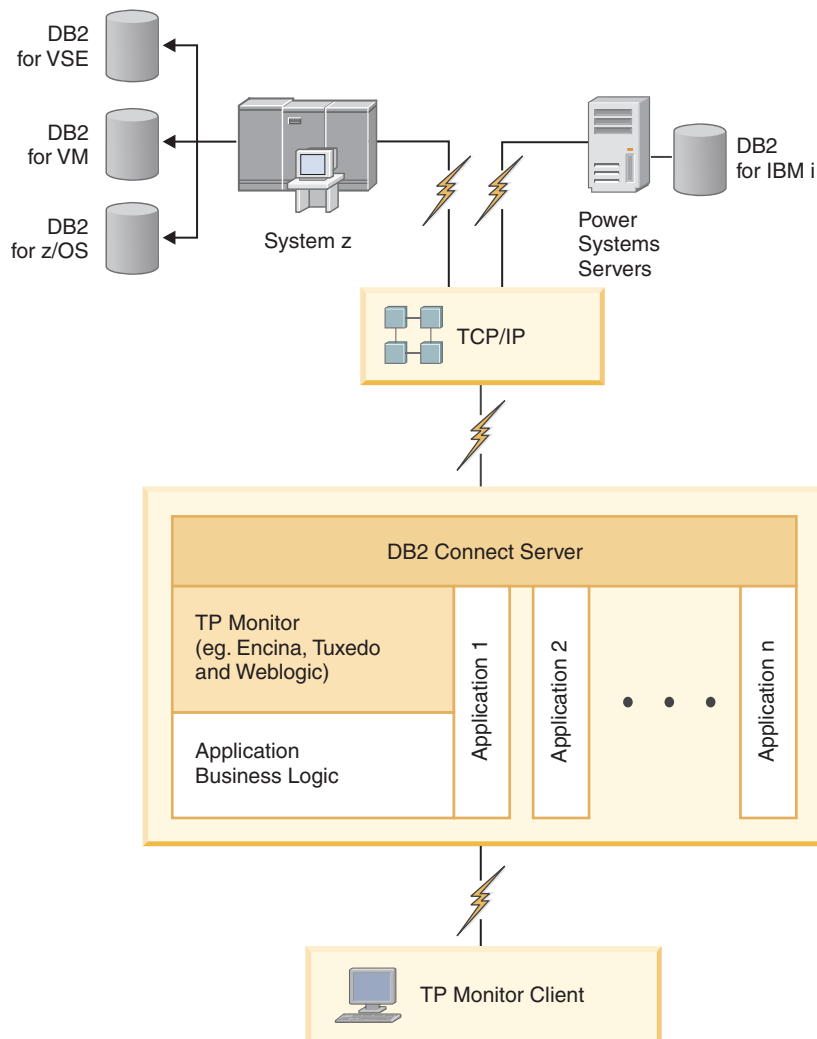 DB2
for VSE
DB2
for VM
DB2
for z/OS
System z
Power
Systems
Servers
DB2
for IBM i
TCP/IP
DB2 Connect Server
TP Monitor
(eg. Encina, Tuxedo
and Weblogic)
Application
Business Logic
Application 1
Application 2
Application n
TP Monitor Client